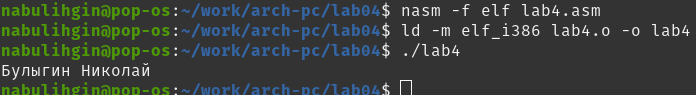 nabulihgin@pop-os:~/work/arch-pc/lab04$ nasm -f elf lab4.asm
nabulihgin@pop-os:~/work/arch-pc/lab04$ ld -m elf_i386 lab4.o -o lab4
nabulihgin@pop-os:~/work/arch-pc/lab04$ ./lab4
Булыгин Николай
nabulihgin@pop-os:~/work/arch-pc/lab04$